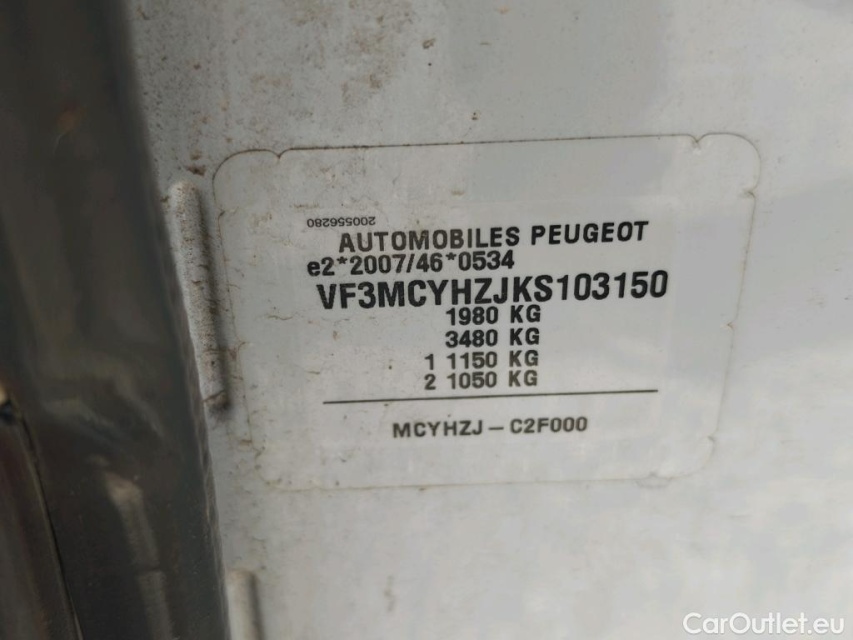 200556280
AUTOMOBILES PEUGEOT
e2*2007/46*0534
VF3MCYHZJKS103150
1980 KG
3480 KG
1 1150 KG
2 1050 KG
MCYHZJ – C2F000
CarOutlet.eu